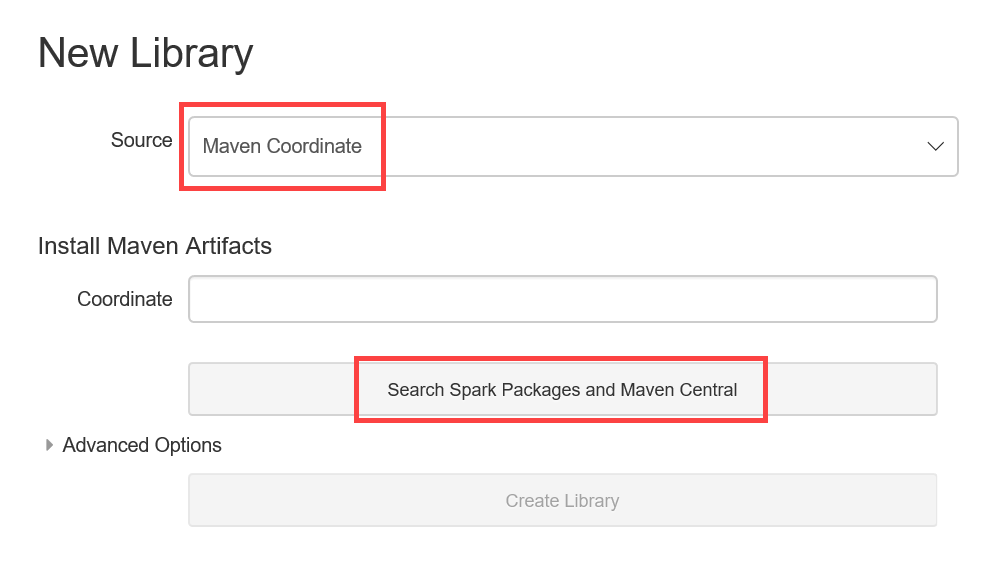 New Library
Source
Maven Coordinate
Install Maven Artifacts
Coordinate
Search Spark Packages and Maven Central
Advanced Options
Create Library